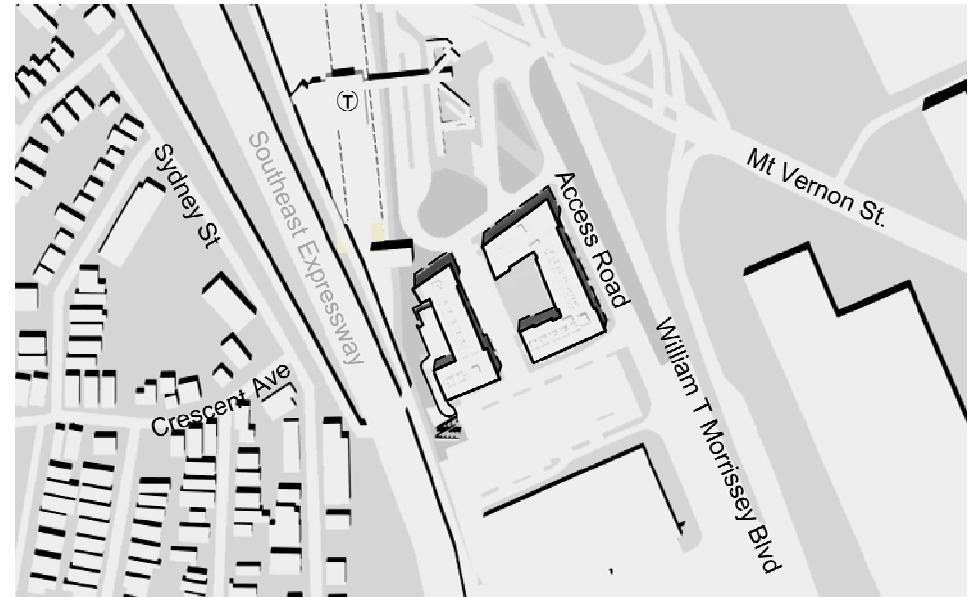 T
Sydney St
Southeast Expressway
Access Road
Mt Vernon St.
William T Morrissey Blvd
Crescent Ave